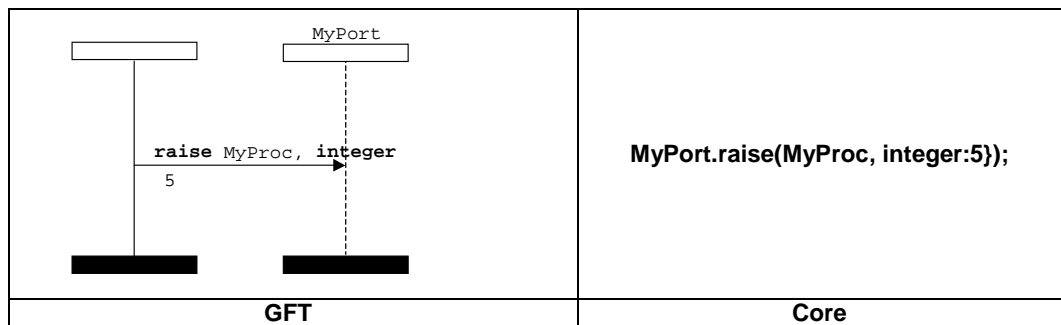 MyPort
raise MyProc, integer
5
MyPort.raise(MyProc, integer:5});
GFT
Core